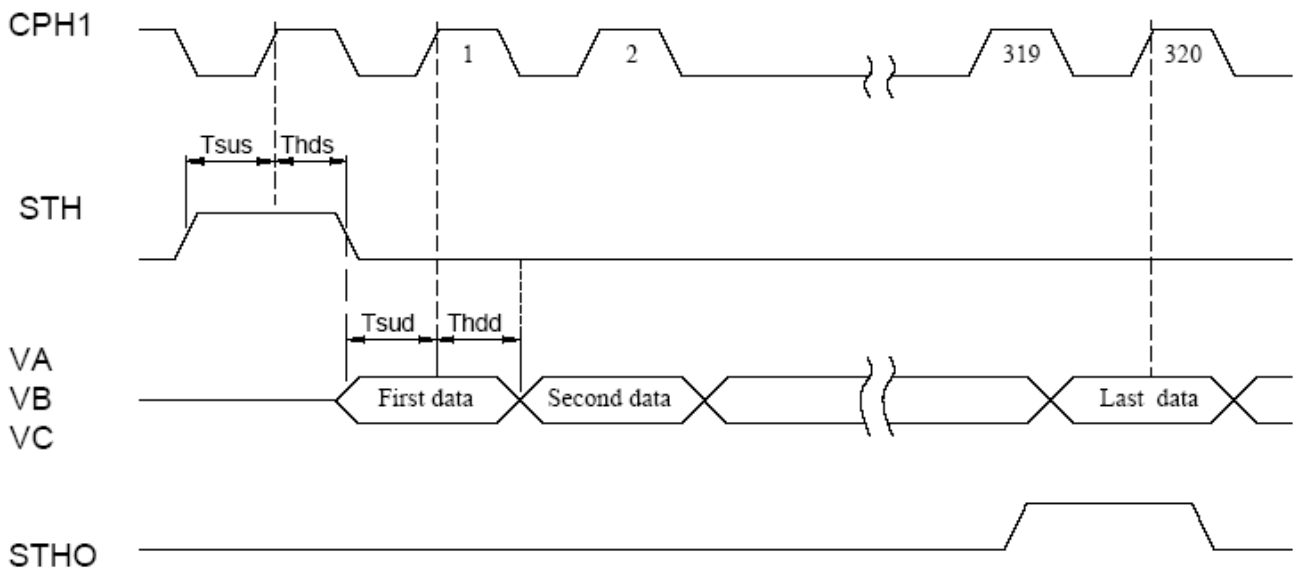 CPH1
1
2
319
320
Tsus
Thds
STH
Tsud
Thdd
VA
VB
VC
First data
Second data
Last data
STHO